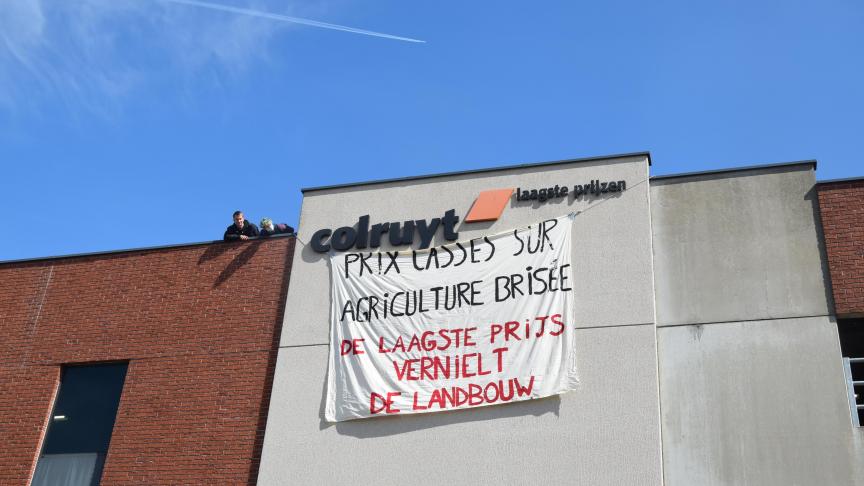 colruyt laagste prijzen
PRIX CASSÉS SUR
AGRICULTURE BRISÉE
DE LAAGSTE PRIJS
VERNIELT
DE LANDBOUW